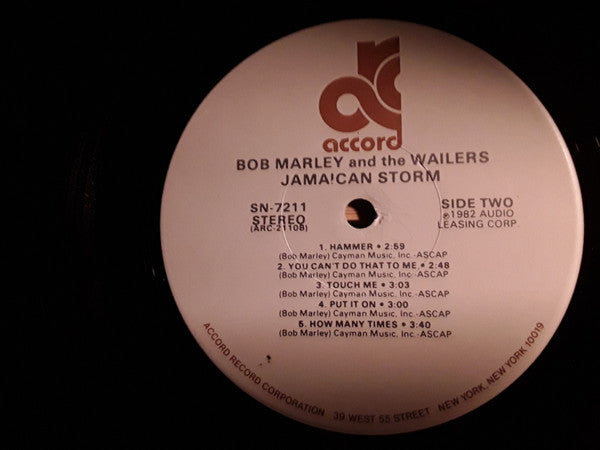 accord
BOB MARLEY and the WAILERS
JAMAICAN STORM
SN-7211
STEREO
(ARC-2110B)
SIDE TWO
℗1982 AUDIO
LEASING CORP.
1. HAMMER • 2:59
(Bob Marley) Cayman Music, Inc.-ASCAP
2. YOU CAN'T DO THAT TO ME • 2:48
(Bob Marley) Cayman Music, Inc.-ASCAP
3. TOUCH ME • 3:03
(Bob Marley) Cayman Music, Inc.-ASCAP
4. PUT IT ON • 3:00
(Bob Marley) Cayman Music, Inc.-ASCAP
5. HOW MANY TIMES • 3:40
(Bob Marley) Cayman Music, Inc.-ASCAP
ACCORD RECORD CORPORATION 39 WEST 55 STREET NEW YORK, NEW YORK 10019